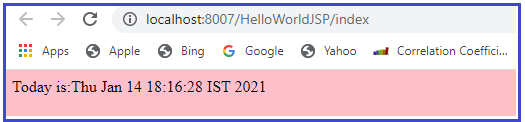 localhost:8007/HelloWorldJSP/index
Apps Apple Bing Google Yahoo Correlation Coeffici...
Today is:Thu Jan 14 18:16:28 IST 2021